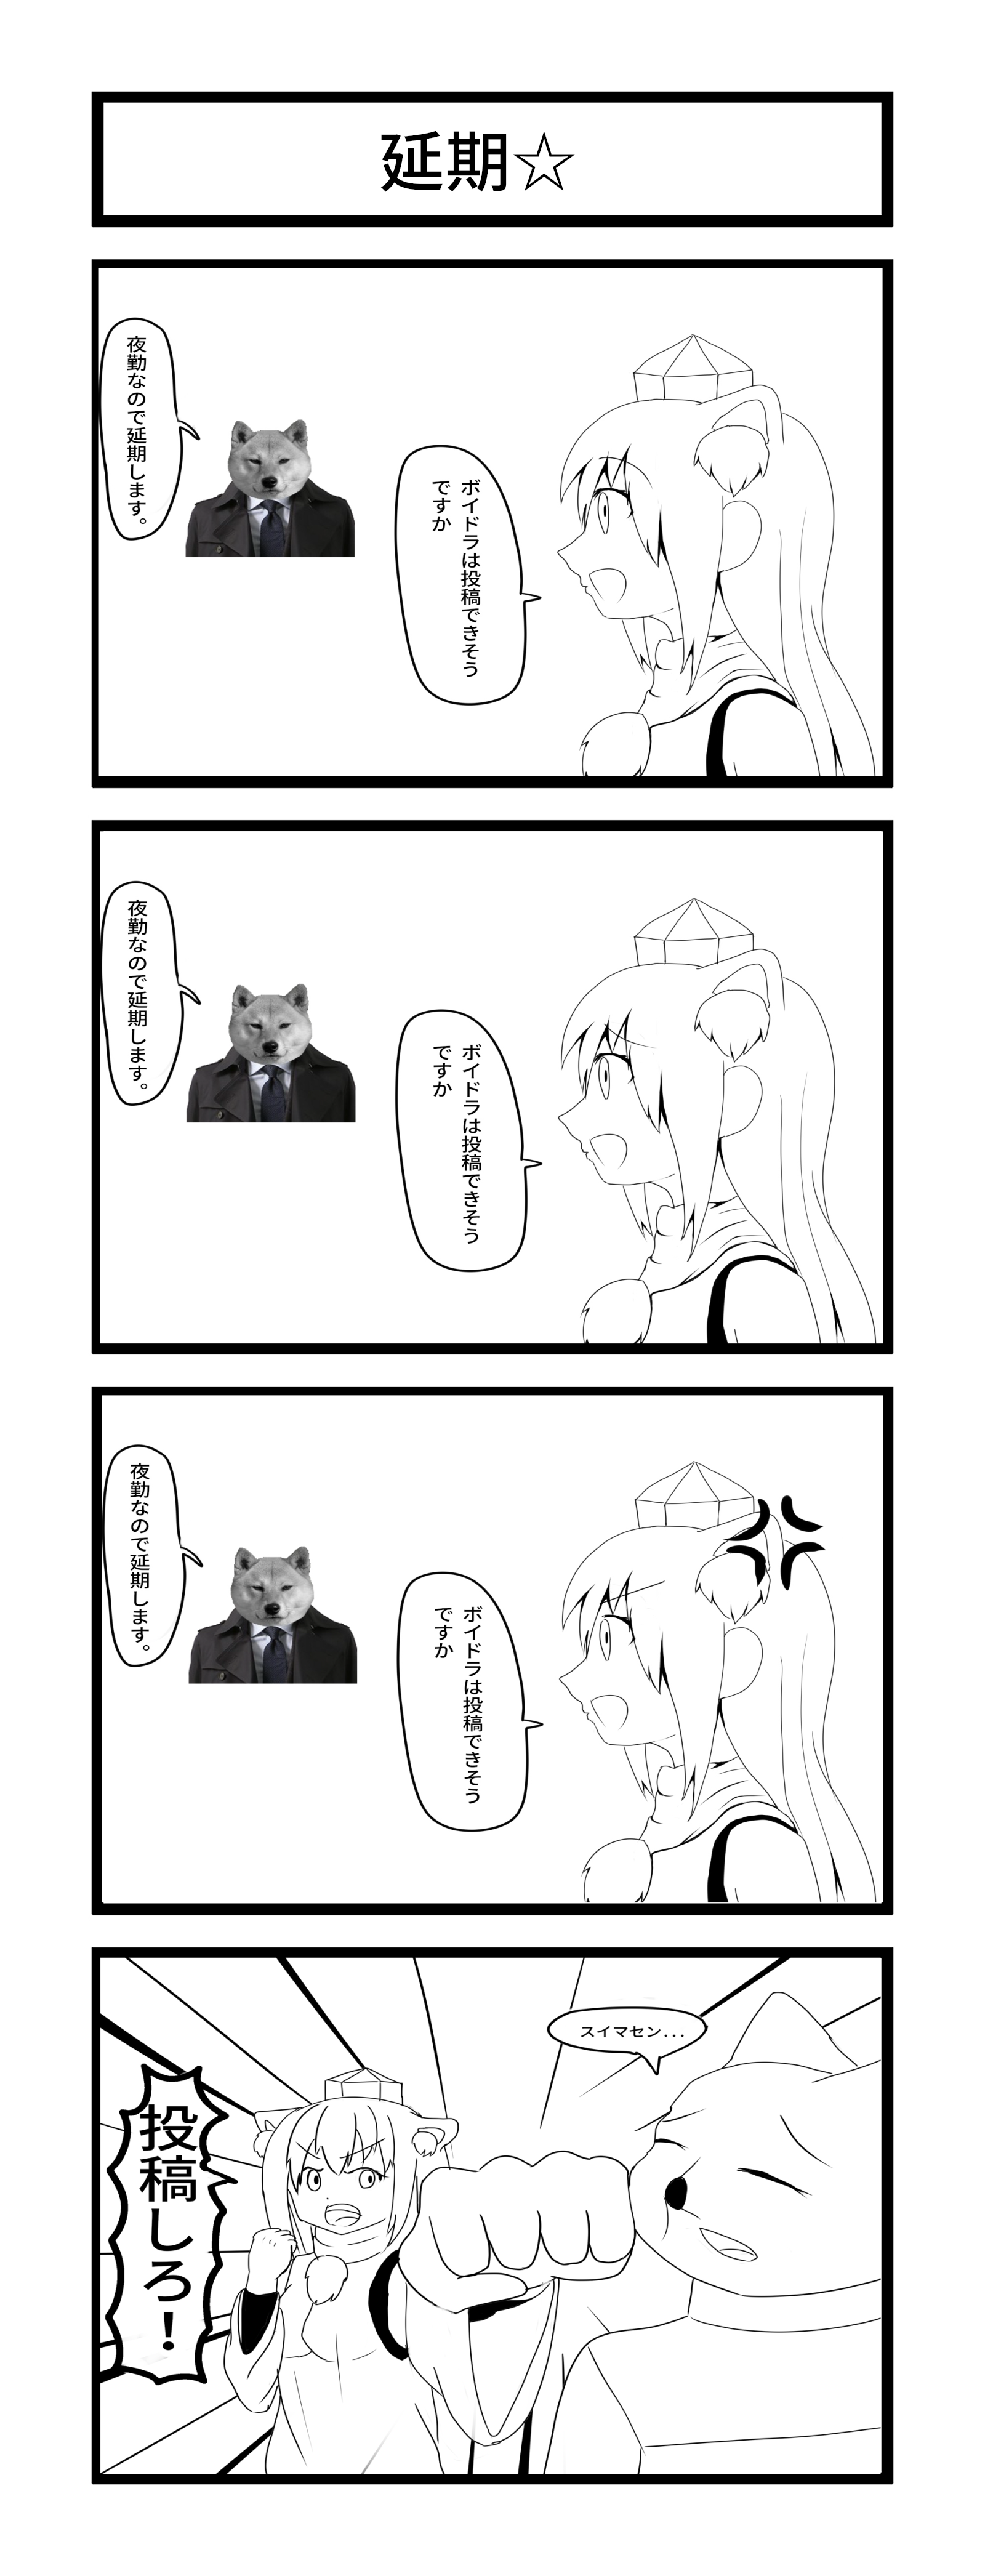 延期☆
ボイドラは投稿できそう
ですか
夜勤なので延期します。
ボイドラは投稿できそう
ですか
夜勤なので延期します。
ボイドラは投稿できそう
ですか
夜勤なので延期します。
スイマセン...
投稿しろ！